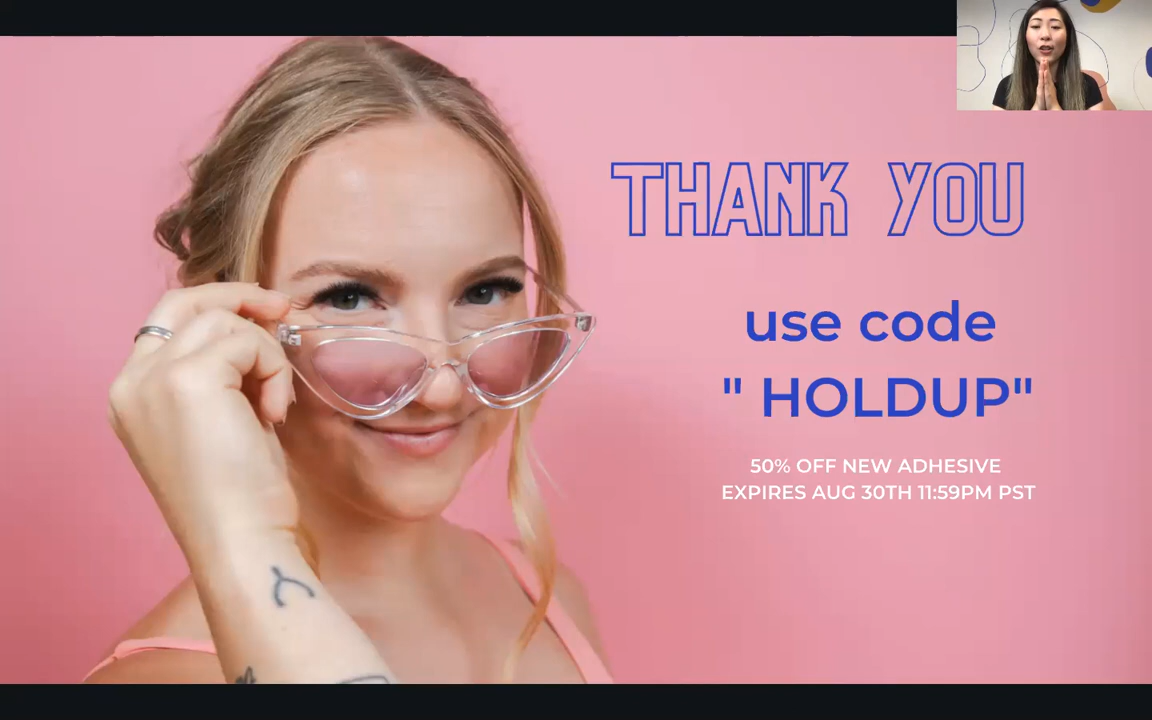 THANK YOU
use code
" HOLDUP"
50% OFF NEW ADHESIVE
EXPIRES AUG 30TH 11:59PM PST